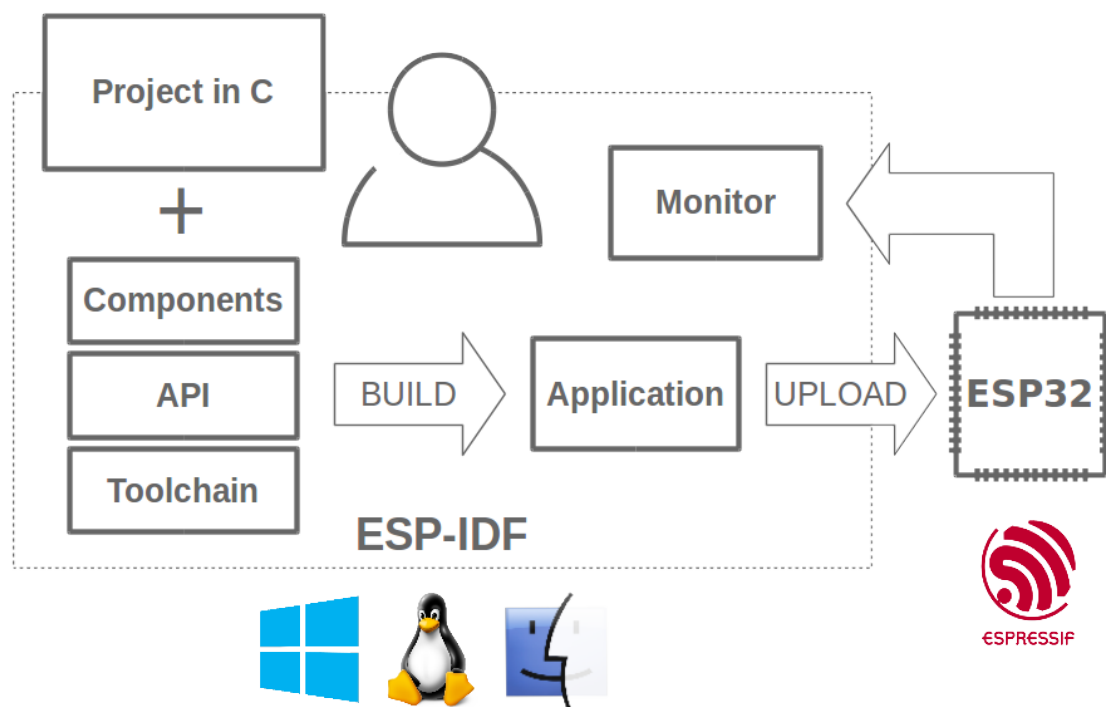 Project in C
+
Components
API
Toolchain
BUILD
Application
UPLOAD
Monitor
ESP32
ESP-IDF
ESPRESSIF